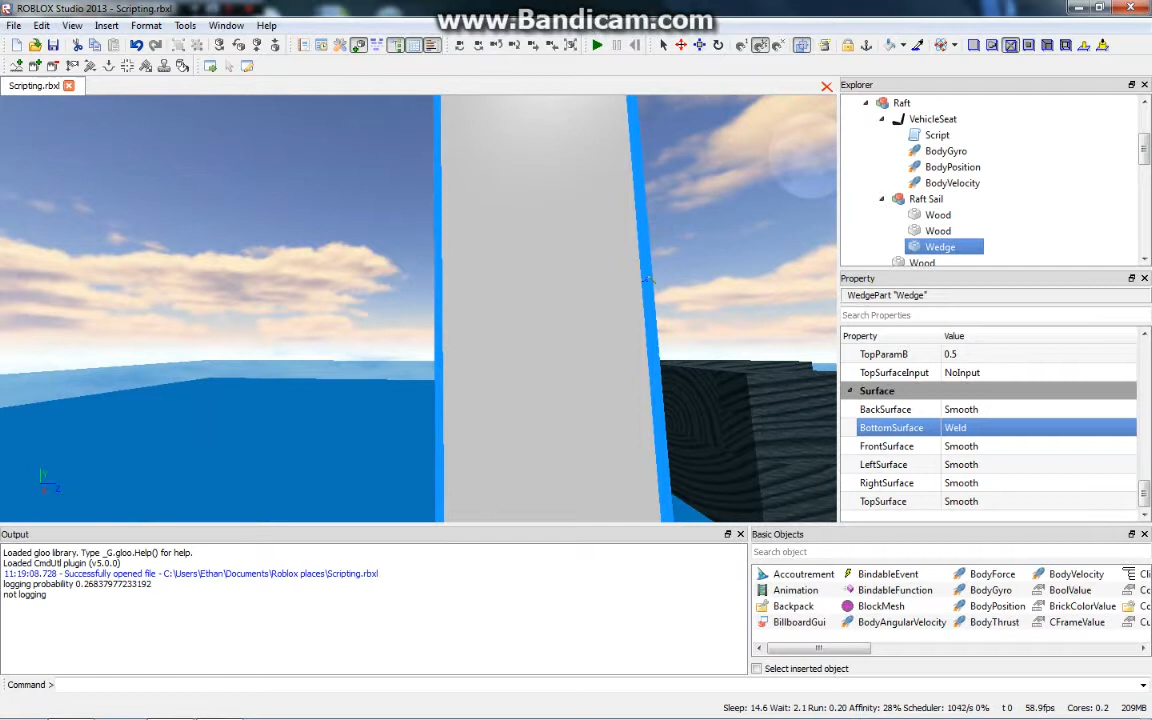 www.Bandicam.com
ROBLOX Studio 2013 - Scripting.rbxl
File Edit View Insert Format Tools Window Help
Scripting.rbxl
Explorer
Raft
VehicleSeat
Script
BodyGyro
BodyPosition
BodyVelocity
Raft Sail
Wood
Wood
Wedge
Wood
Property
WedgePart "Wedge"
Search Properties
Property Value
TopParamB 0.5
TopSurfaceInput NoInput
Surface
BackSurface Smooth
BottomSurface Weld
FrontSurface Smooth
LeftSurface Smooth
RightSurface Smooth
TopSurface Smooth
Y
Z
Output
Loaded gloo library. Type _G.gloo.Help() for help.
Loaded CmdUtl plugin (v5.0.0)
11:19:08.728 - Successfully opened file - C:\Users\Ethan\Documents\Roblox places\Scripting.rbxl
logging probability 0.26837977233192
not logging
Basic Objects
Search object
Accoutrement BindableEvent BodyForce BodyVelocity Cli
Animation BindableFunction BodyGyro BoolValue Cc
Backpack BlockMesh BodyPosition BrickColorValue Cc
BillboardGui BodyAngularVelocity BodyThrust CFrameValue Cu
Select inserted object
Command >
Sleep: 14.6 Wait: 2.1 Run: 0.20 Affinity: 28% Scheduler: 1042/s 0% t 0 58.9fps Cores: 0.2 209MB